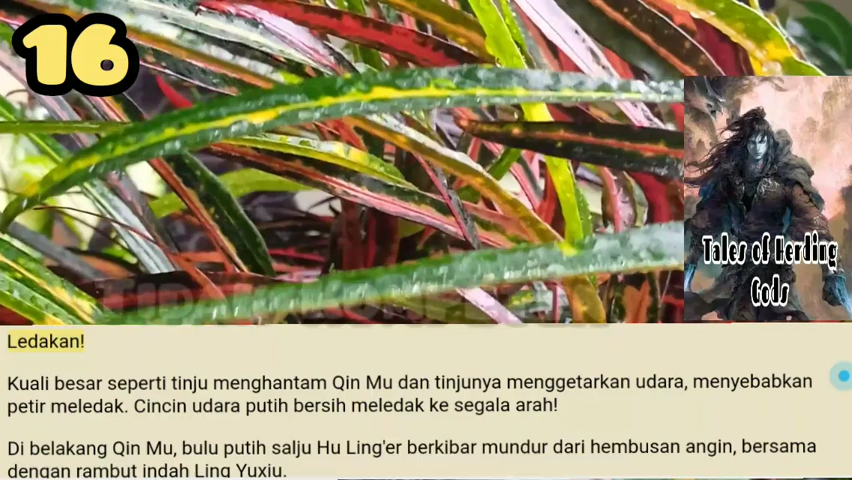 16
Tales of Herding
Gods
Ledakan!
Kuali besar seperti tinju menghantam Qin Mu dan tinjunya menggetarkan udara, menyebabkan
petir meledak. Cincin udara putih bersih meledak ke segala arah!
Di belakang Qin Mu, bulu putih salju Hu Ling'er berkibar mundur dari hembusan angin, bersama
dengan rambut indah Ling Yuxiu.